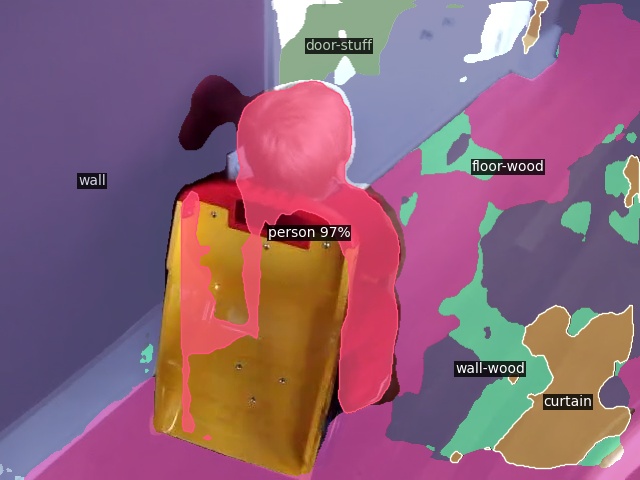 door-stuff
floor-wood
wall
person 97%
wall-wood
curtain